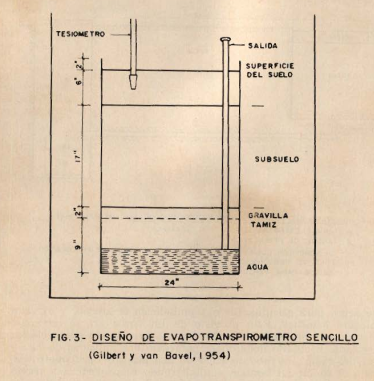 TESIOMETRO
SALIDA
SUPERFICIE
DEL SUELO
2"
6"
17"
SUBSUELO
2"
GRAVILLA
TAMIZ
9"
AGUA
24"
FIG. 3- DISEÑO DE EVAPOTRANSPIROMETRO SENCILLO
(Gilbert y van Bavel, 1954)